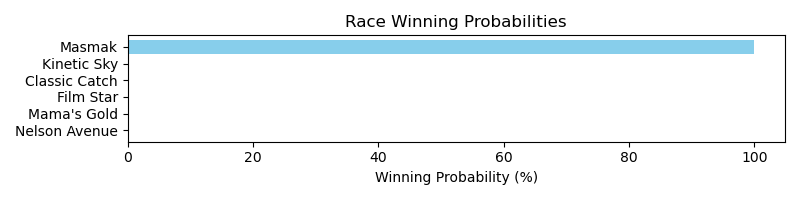 Race Winning Probabilities
Masmak
Kinetic Sky
Classic Catch
Film Star
Mama's Gold
Nelson Avenue
0 20 40 60 80 100
Winning Probability (%)